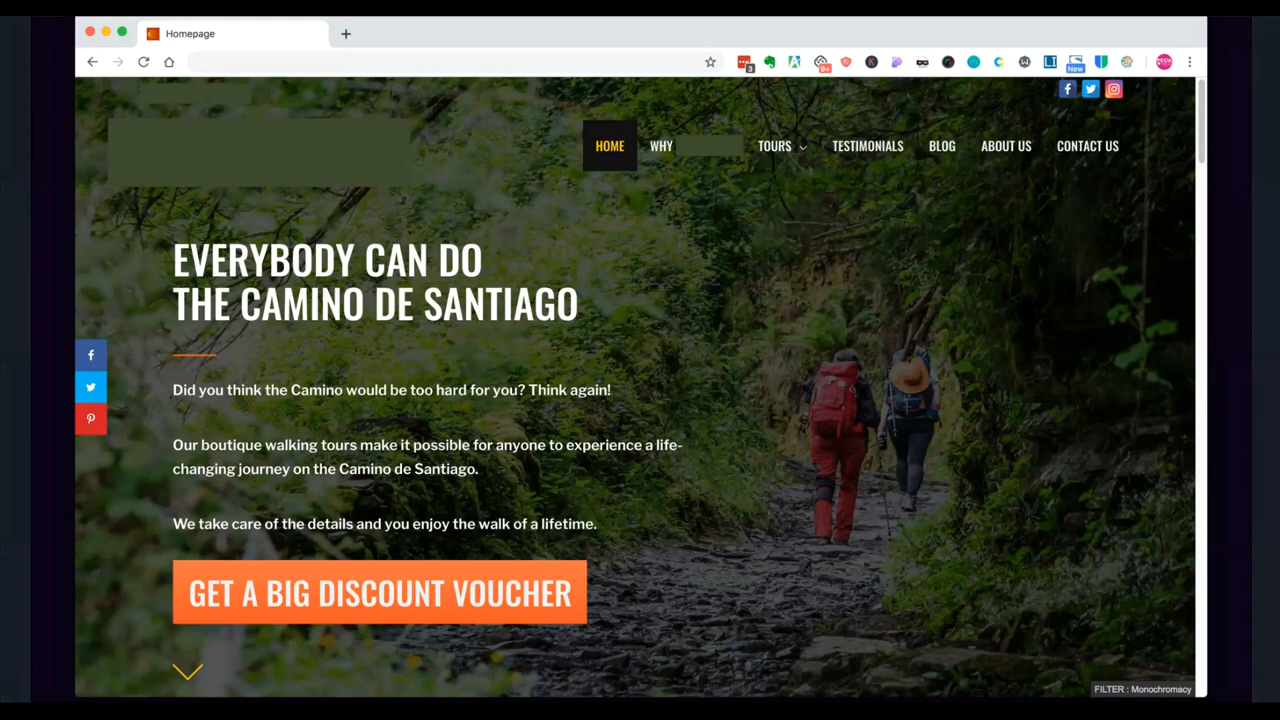 Homepage
3
9+
New
HOME WHY TOURS TESTIMONIALS BLOG ABOUT US CONTACT US
EVERYBODY CAN DO
THE CAMINO DE SANTIAGO
Did you think the Camino would be too hard for you? Think again!
Our boutique walking tours make it possible for anyone to experience a life-
changing journey on the Camino de Santiago.
We take care of the details and you enjoy the walk of a lifetime.
GET A BIG DISCOUNT VOUCHER
FILTER : Monochromacy